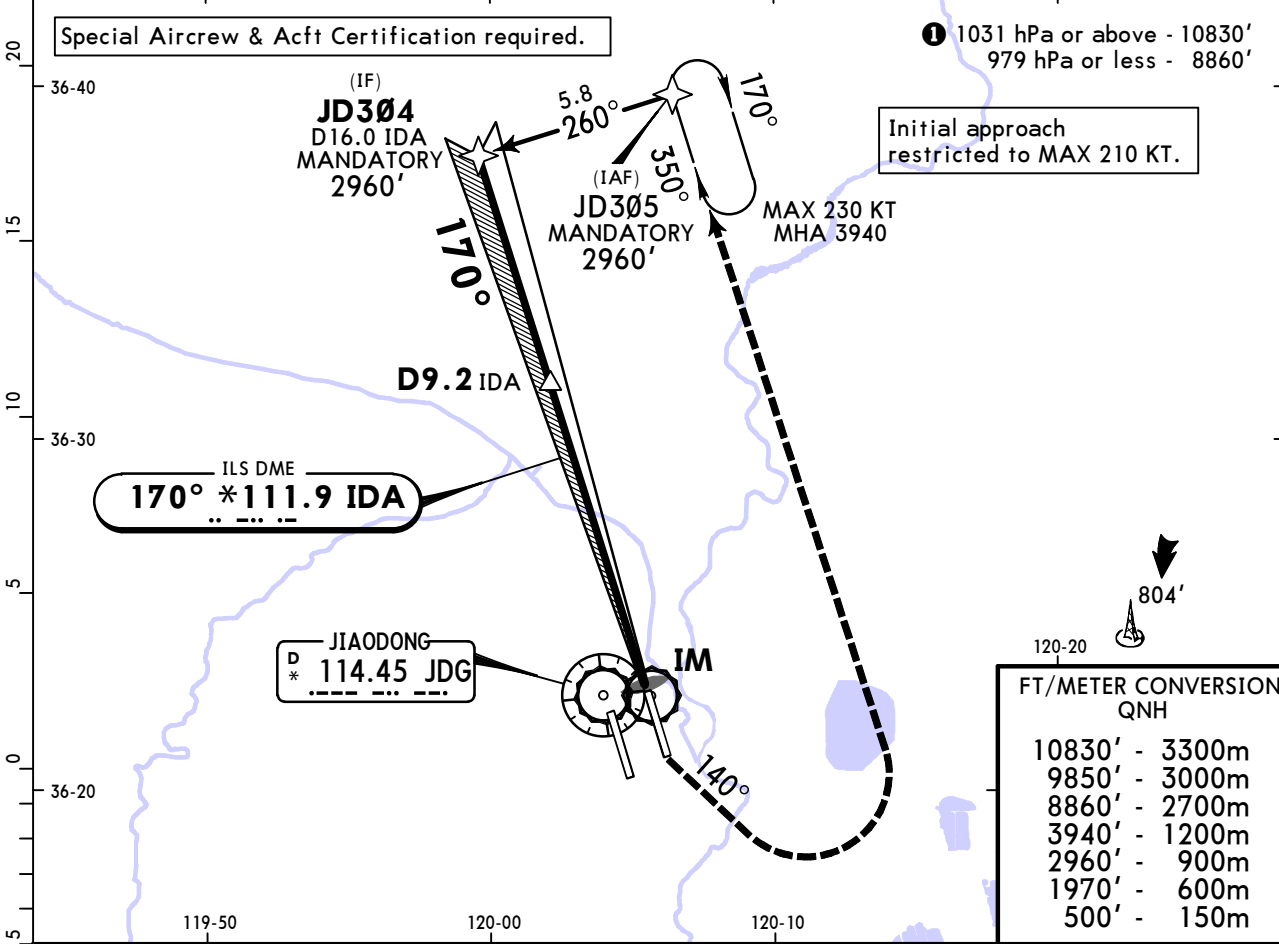 Special Aircrew & Acft Certification required.
❶ 1031 hPa or above - 10830'
979 hPa or less - 8860'
Initial approach
restricted to MAX 210 KT.
20
36-40
(IF)
JD3Ø4
D16.0 IDA
MANDATORY
2960'
5.8
260°
170°
350°
(IAF)
JD3Ø5
MANDATORY
2960'
MAX 230 KT
MHA 3940
15
170°
D9.2 IDA
10
36-30
ILS DME
170° *111.9 IDA
.. -.. .-
5
804'
JIAODONG
D
* 114.45 JDG
.--- -.. --.
IM
120-20
0
36-20
140°
FT/METER CONVERSION
QNH
10830' - 3300m
9850' - 3000m
8860' - 2700m
3940' - 1200m
2960' - 900m
1970' - 600m
500' - 150m
5
119-50
120-00
120-10